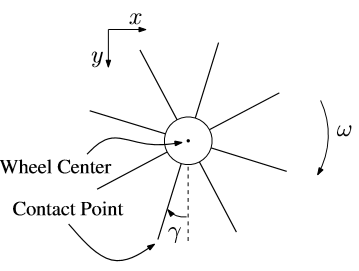 x
y
ω
Wheel Center
Contact Point
γ